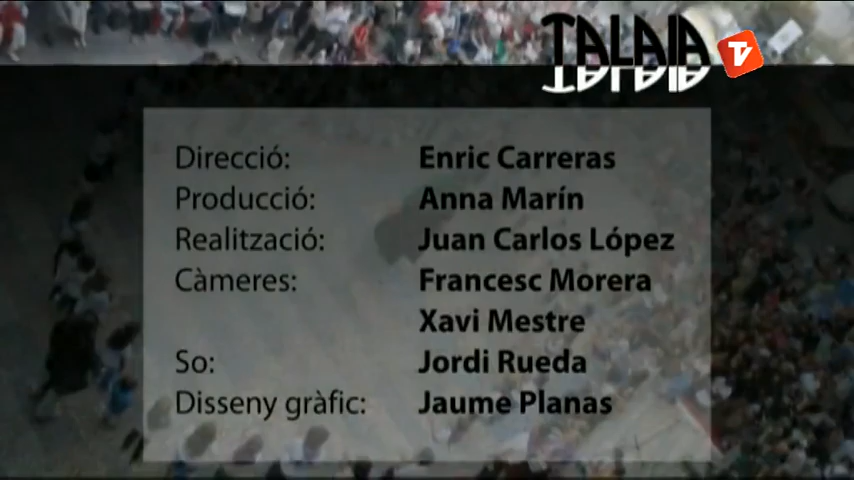 TALAIA
TV
Direcció: Enric Carreras
Producció: Anna Marín
Realització: Juan Carlos López
Càmeres: Francesc Morera
Xavi Mestre
So: Jordi Rueda
Disseny gràfic: Jaume Planas